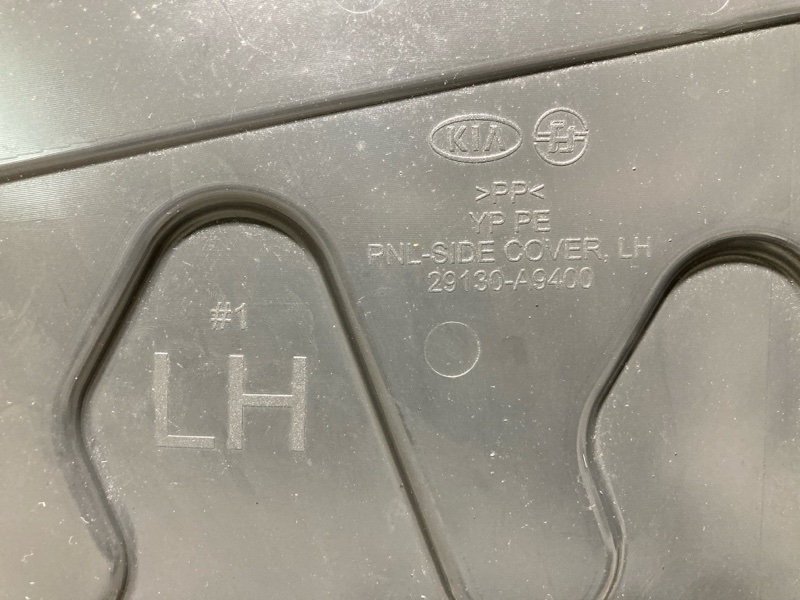 KIA
>PP<
YP PE
PNL-SIDE COVER, LH
29130-A9400
#1
LH